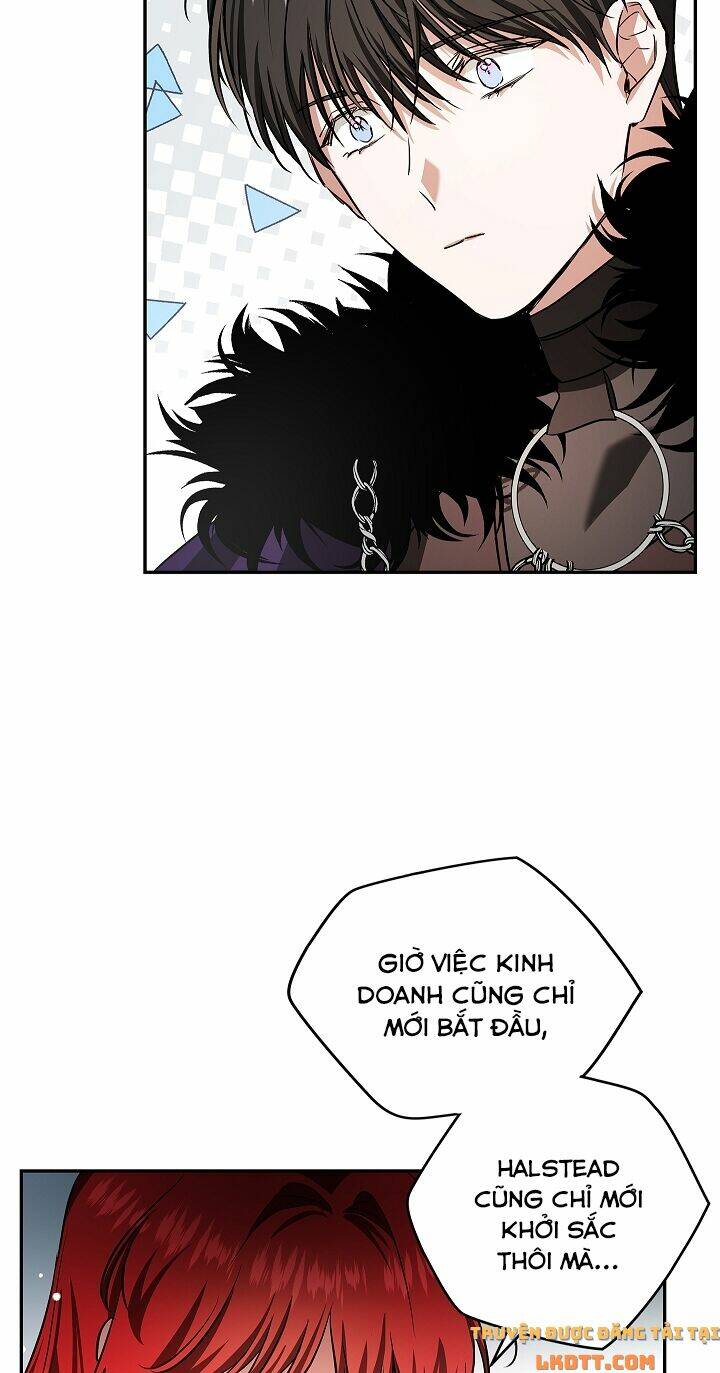 GIỜ VIỆC KINH
DOANH CŨNG CHỈ
MỚI BẮT ĐẦU,
HALSTEAD
CŨNG CHỈ MỚI
KHỞI SẮC
THÔI MÀ...
TRUYỆN ĐƯỢC ĐĂNG TẢI TẠI
LKDTT.COM